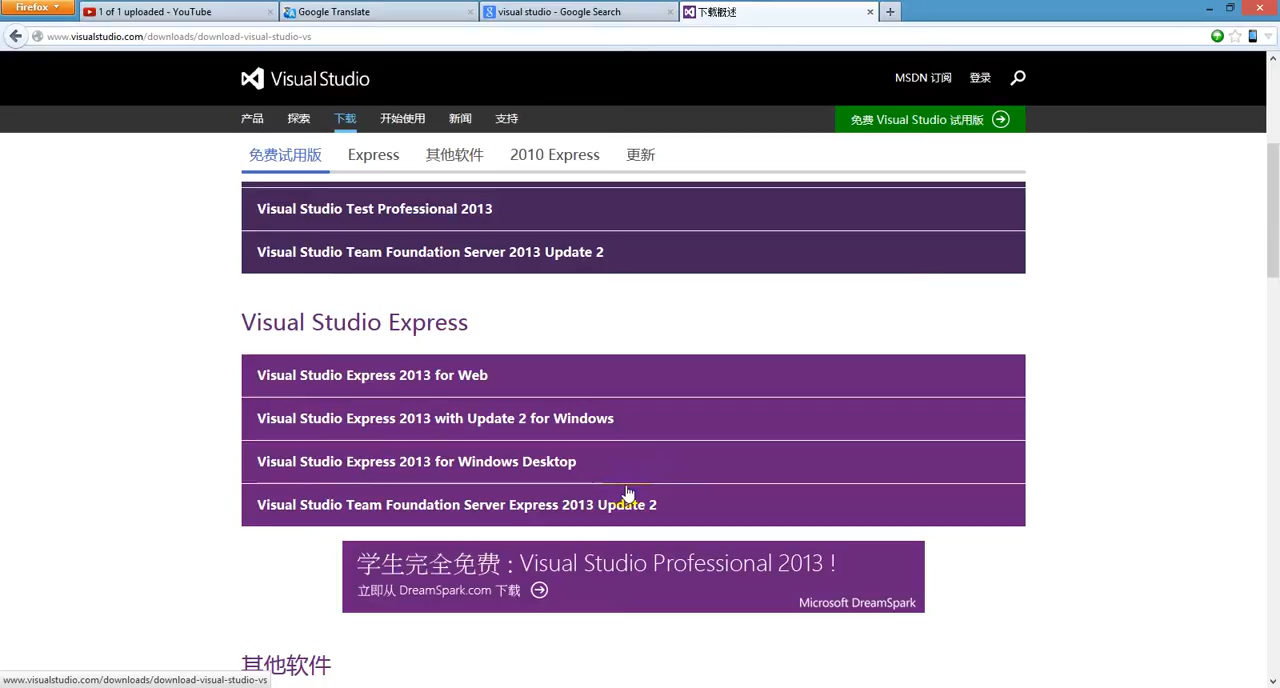 Firefox
1 of 1 uploaded - YouTube
Google Translate
visual studio - Google Search
下载概述
www.visualstudio.com/downloads/download-visual-studio-vs
Visual Studio
MSDN 订阅
登录
产品
探索
下载
开始使用
新闻
支持
免费 Visual Studio 试用版
免费试用版
Express
其他软件
2010 Express
更新
Visual Studio Test Professional 2013
Visual Studio Team Foundation Server 2013 Update 2
Visual Studio Express
Visual Studio Express 2013 for Web
Visual Studio Express 2013 with Update 2 for Windows
Visual Studio Express 2013 for Windows Desktop
Visual Studio Team Foundation Server Express 2013 Update 2
学生完全免费 : Visual Studio Professional 2013 !
立即从 DreamSpark.com 下载
Microsoft DreamSpark
其他软件
www.visualstudio.com/downloads/download-visual-studio-vs